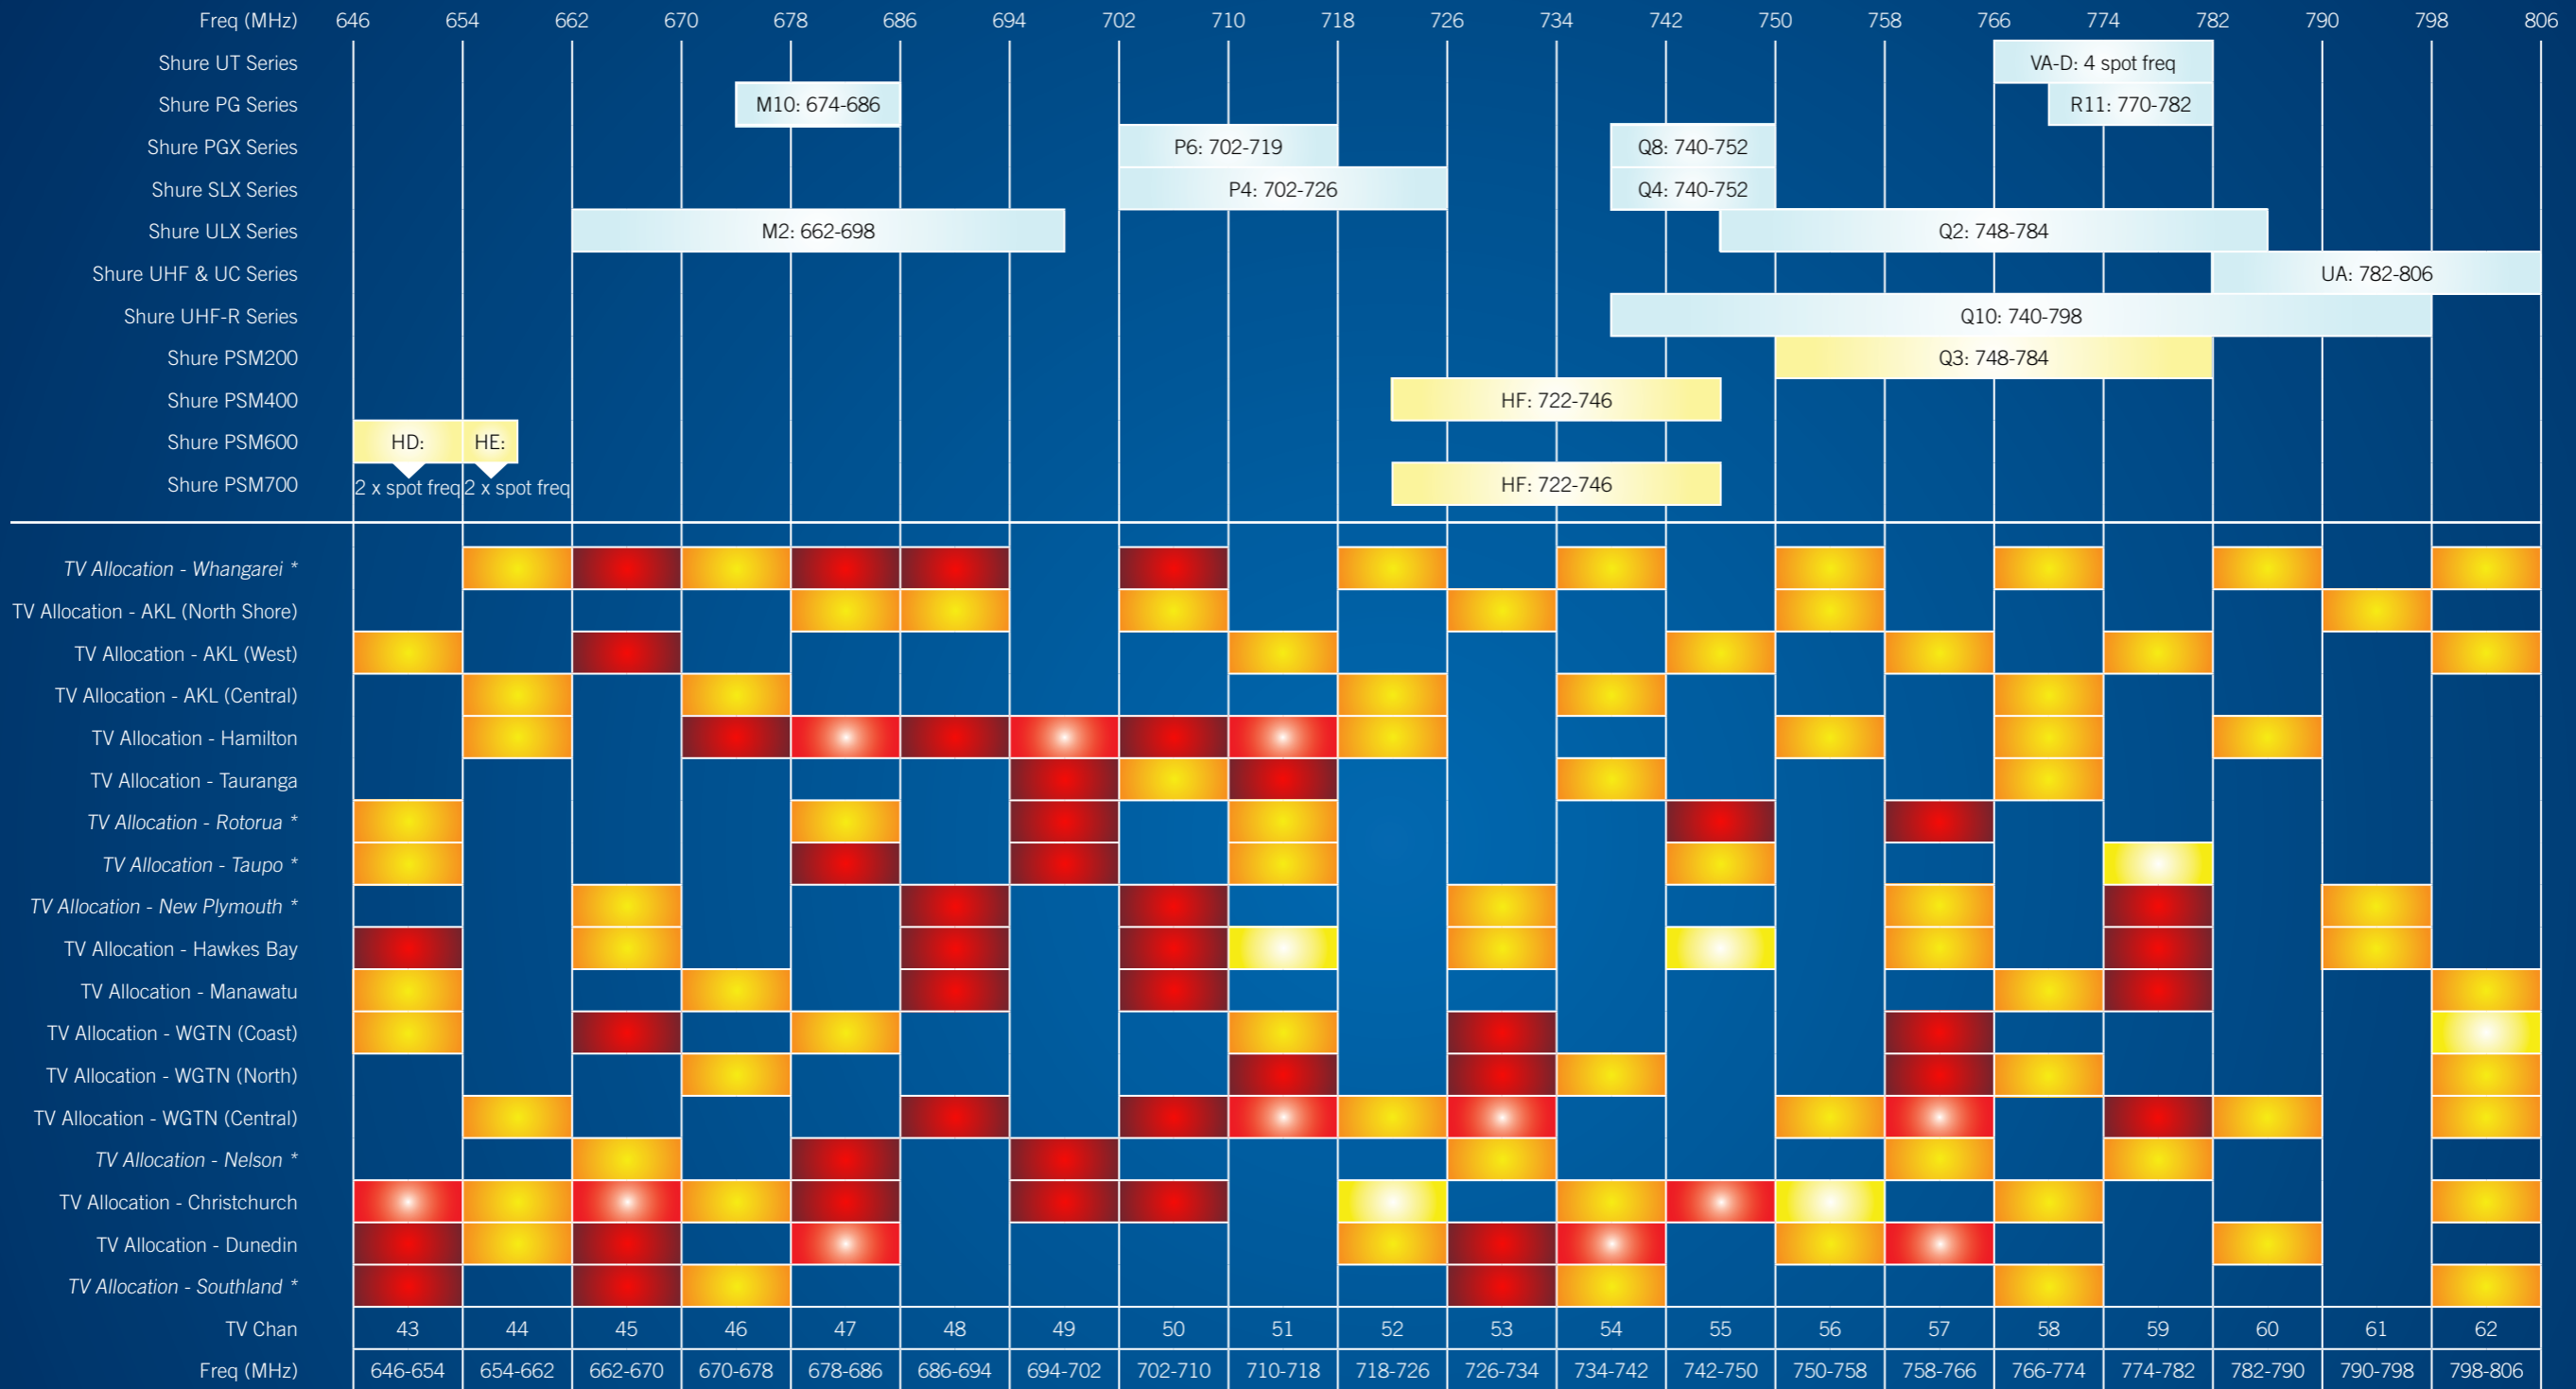 Freq (MHz) 646 654 662 670 678 686 694 702 710 718 726 734 742 750 758 766 774 782 790 798 806
Shure UT Series VA-D: 4 spot freq
Shure PG Series M10: 674-686 R11: 770-782
Shure PGX Series P6: 702-719 Q8: 740-752
Shure SLX Series P4: 702-726 Q4: 740-752
Shure ULX Series M2: 662-698 Q2: 748-784
Shure UHF & UC Series UA: 782-806
Shure UHF-R Series Q10: 740-798
Shure PSM200 Q3: 748-784
Shure PSM400 HF: 722-746
Shure PSM600 HD: HE:
Shure PSM700 2 x spot freq 2 x spot freq HF: 722-746
TV Allocation - Whangarei *
TV Allocation - AKL (North Shore)
TV Allocation - AKL (West)
TV Allocation - AKL (Central)
TV Allocation - Hamilton
TV Allocation - Tauranga
TV Allocation - Rotorua *
TV Allocation - Taupo *
TV Allocation - New Plymouth *
TV Allocation - Hawkes Bay
TV Allocation - Manawatu
TV Allocation - WGTN (Coast)
TV Allocation - WGTN (North)
TV Allocation - WGTN (Central)
TV Allocation - Nelson *
TV Allocation - Christchurch
TV Allocation - Dunedin
TV Allocation - Southland *
TV Chan 43 44 45 46 47 48 49 50 51 52 53 54 55 56 57 58 59 60 61 62
Freq (MHz) 646-654 654-662 662-670 670-678 678-686 686-694 694-702 702-710 710-718 718-726 726-734 734-742 742-750 750-758 758-766 766-774 774-782 782-790 790-798 798-806